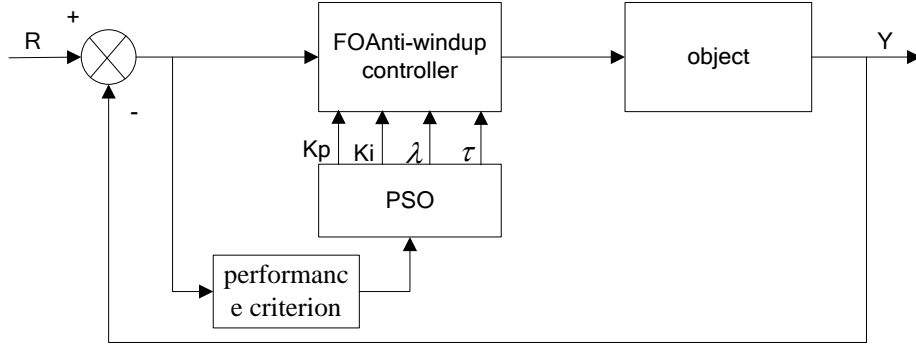 +
R
-
FOAnti-windup
controller
object
Y
Kp Ki λ τ
PSO
performanc
e criterion